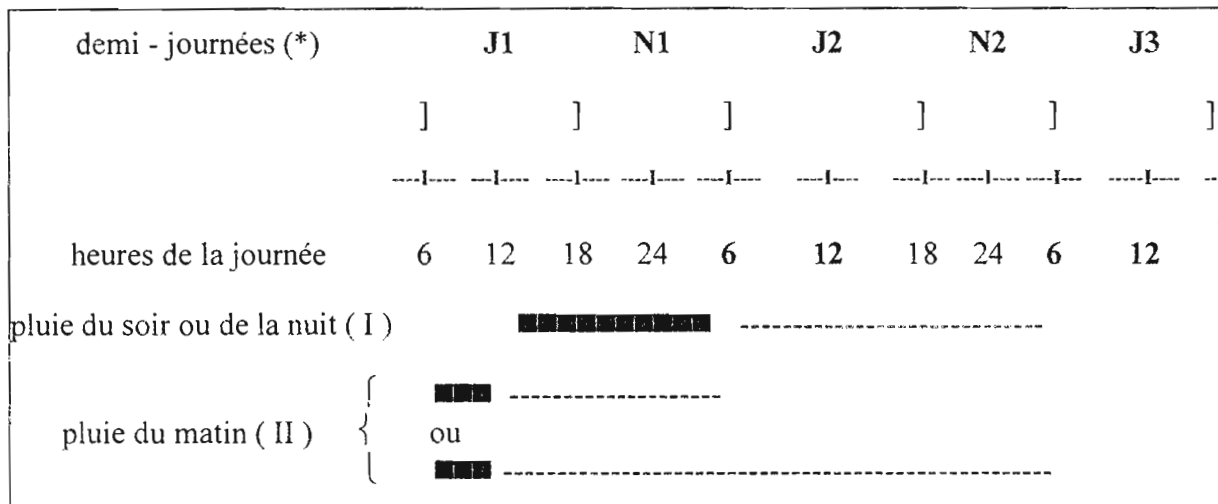 demi - journées (*) J1 N1 J2 N2 J3
] ] ] ] ] ]
----I---- ---I---- ----I---- ---I---- ----I---- ----I---- ----I---- ---I---- ----I--- ----I---- --
heures de la journée 6 12 18 24 6 12 18 24 6 12
pluie du soir ou de la nuit ( I )
pluie du matin ( II ) ou